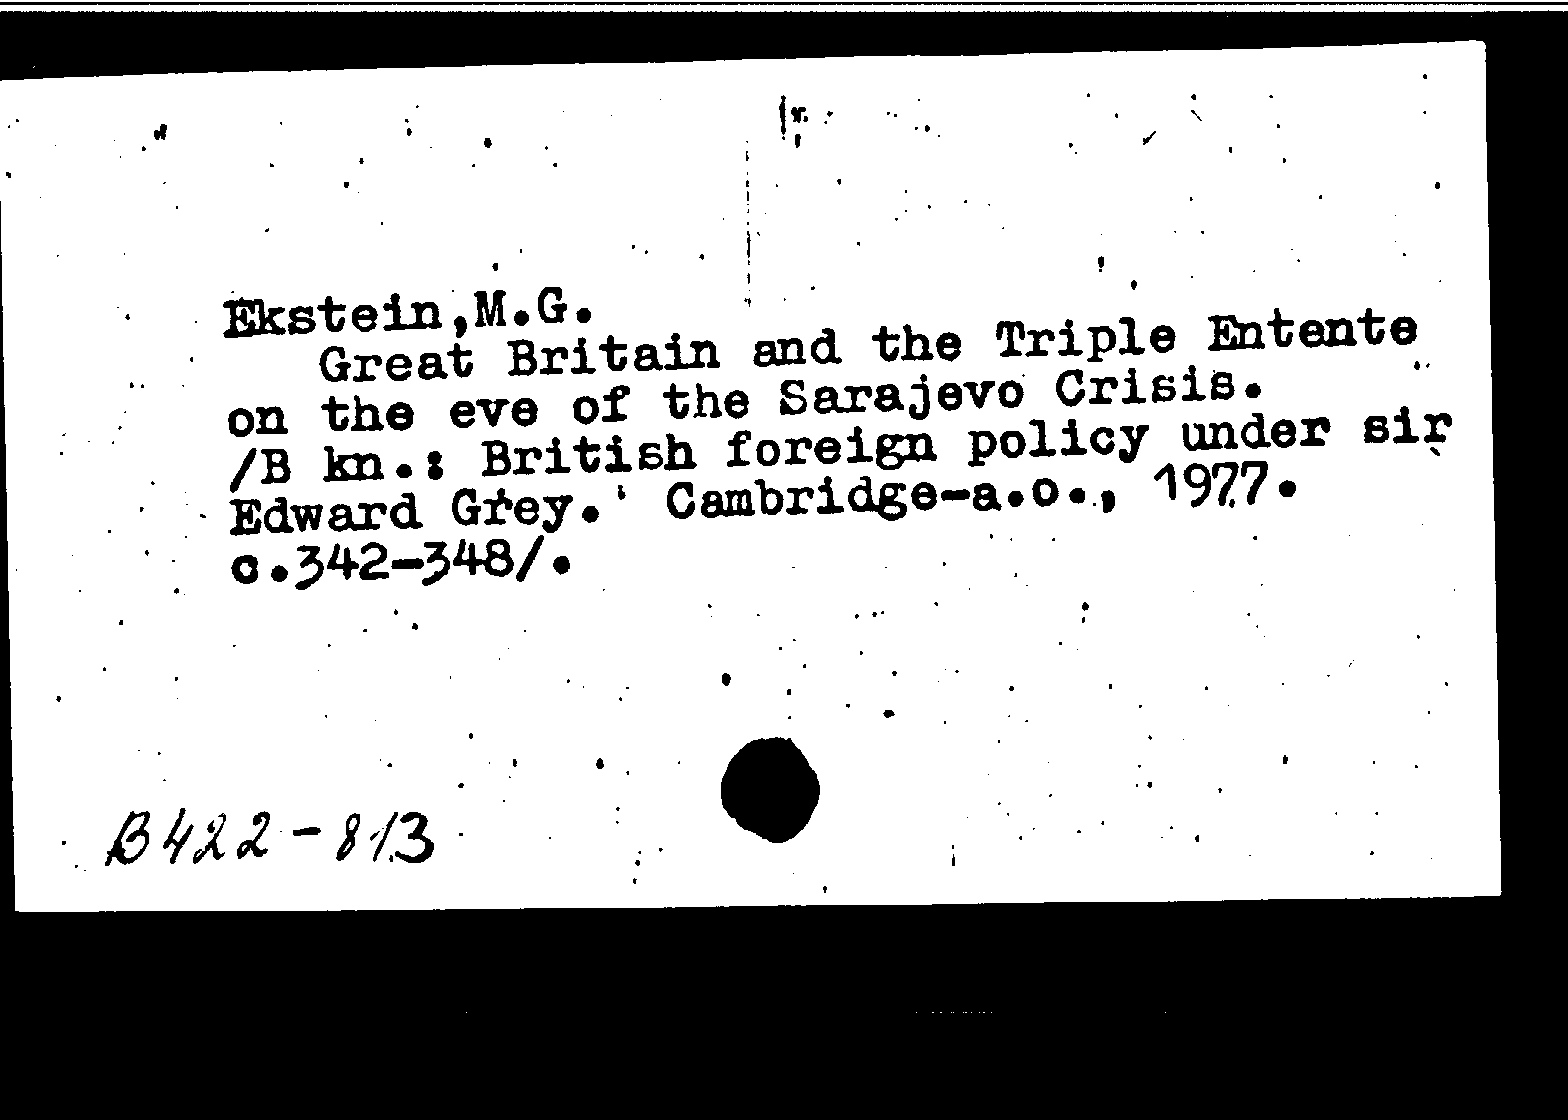 Ekstein,M.G.
Great Britain and the Triple Entente
on the eve of the Sarajevo Crisis.
/B kn.: British foreign policy under sir
Edward Grey. Cambridge-a.o., 1977.
c.342-348/.
B422-813